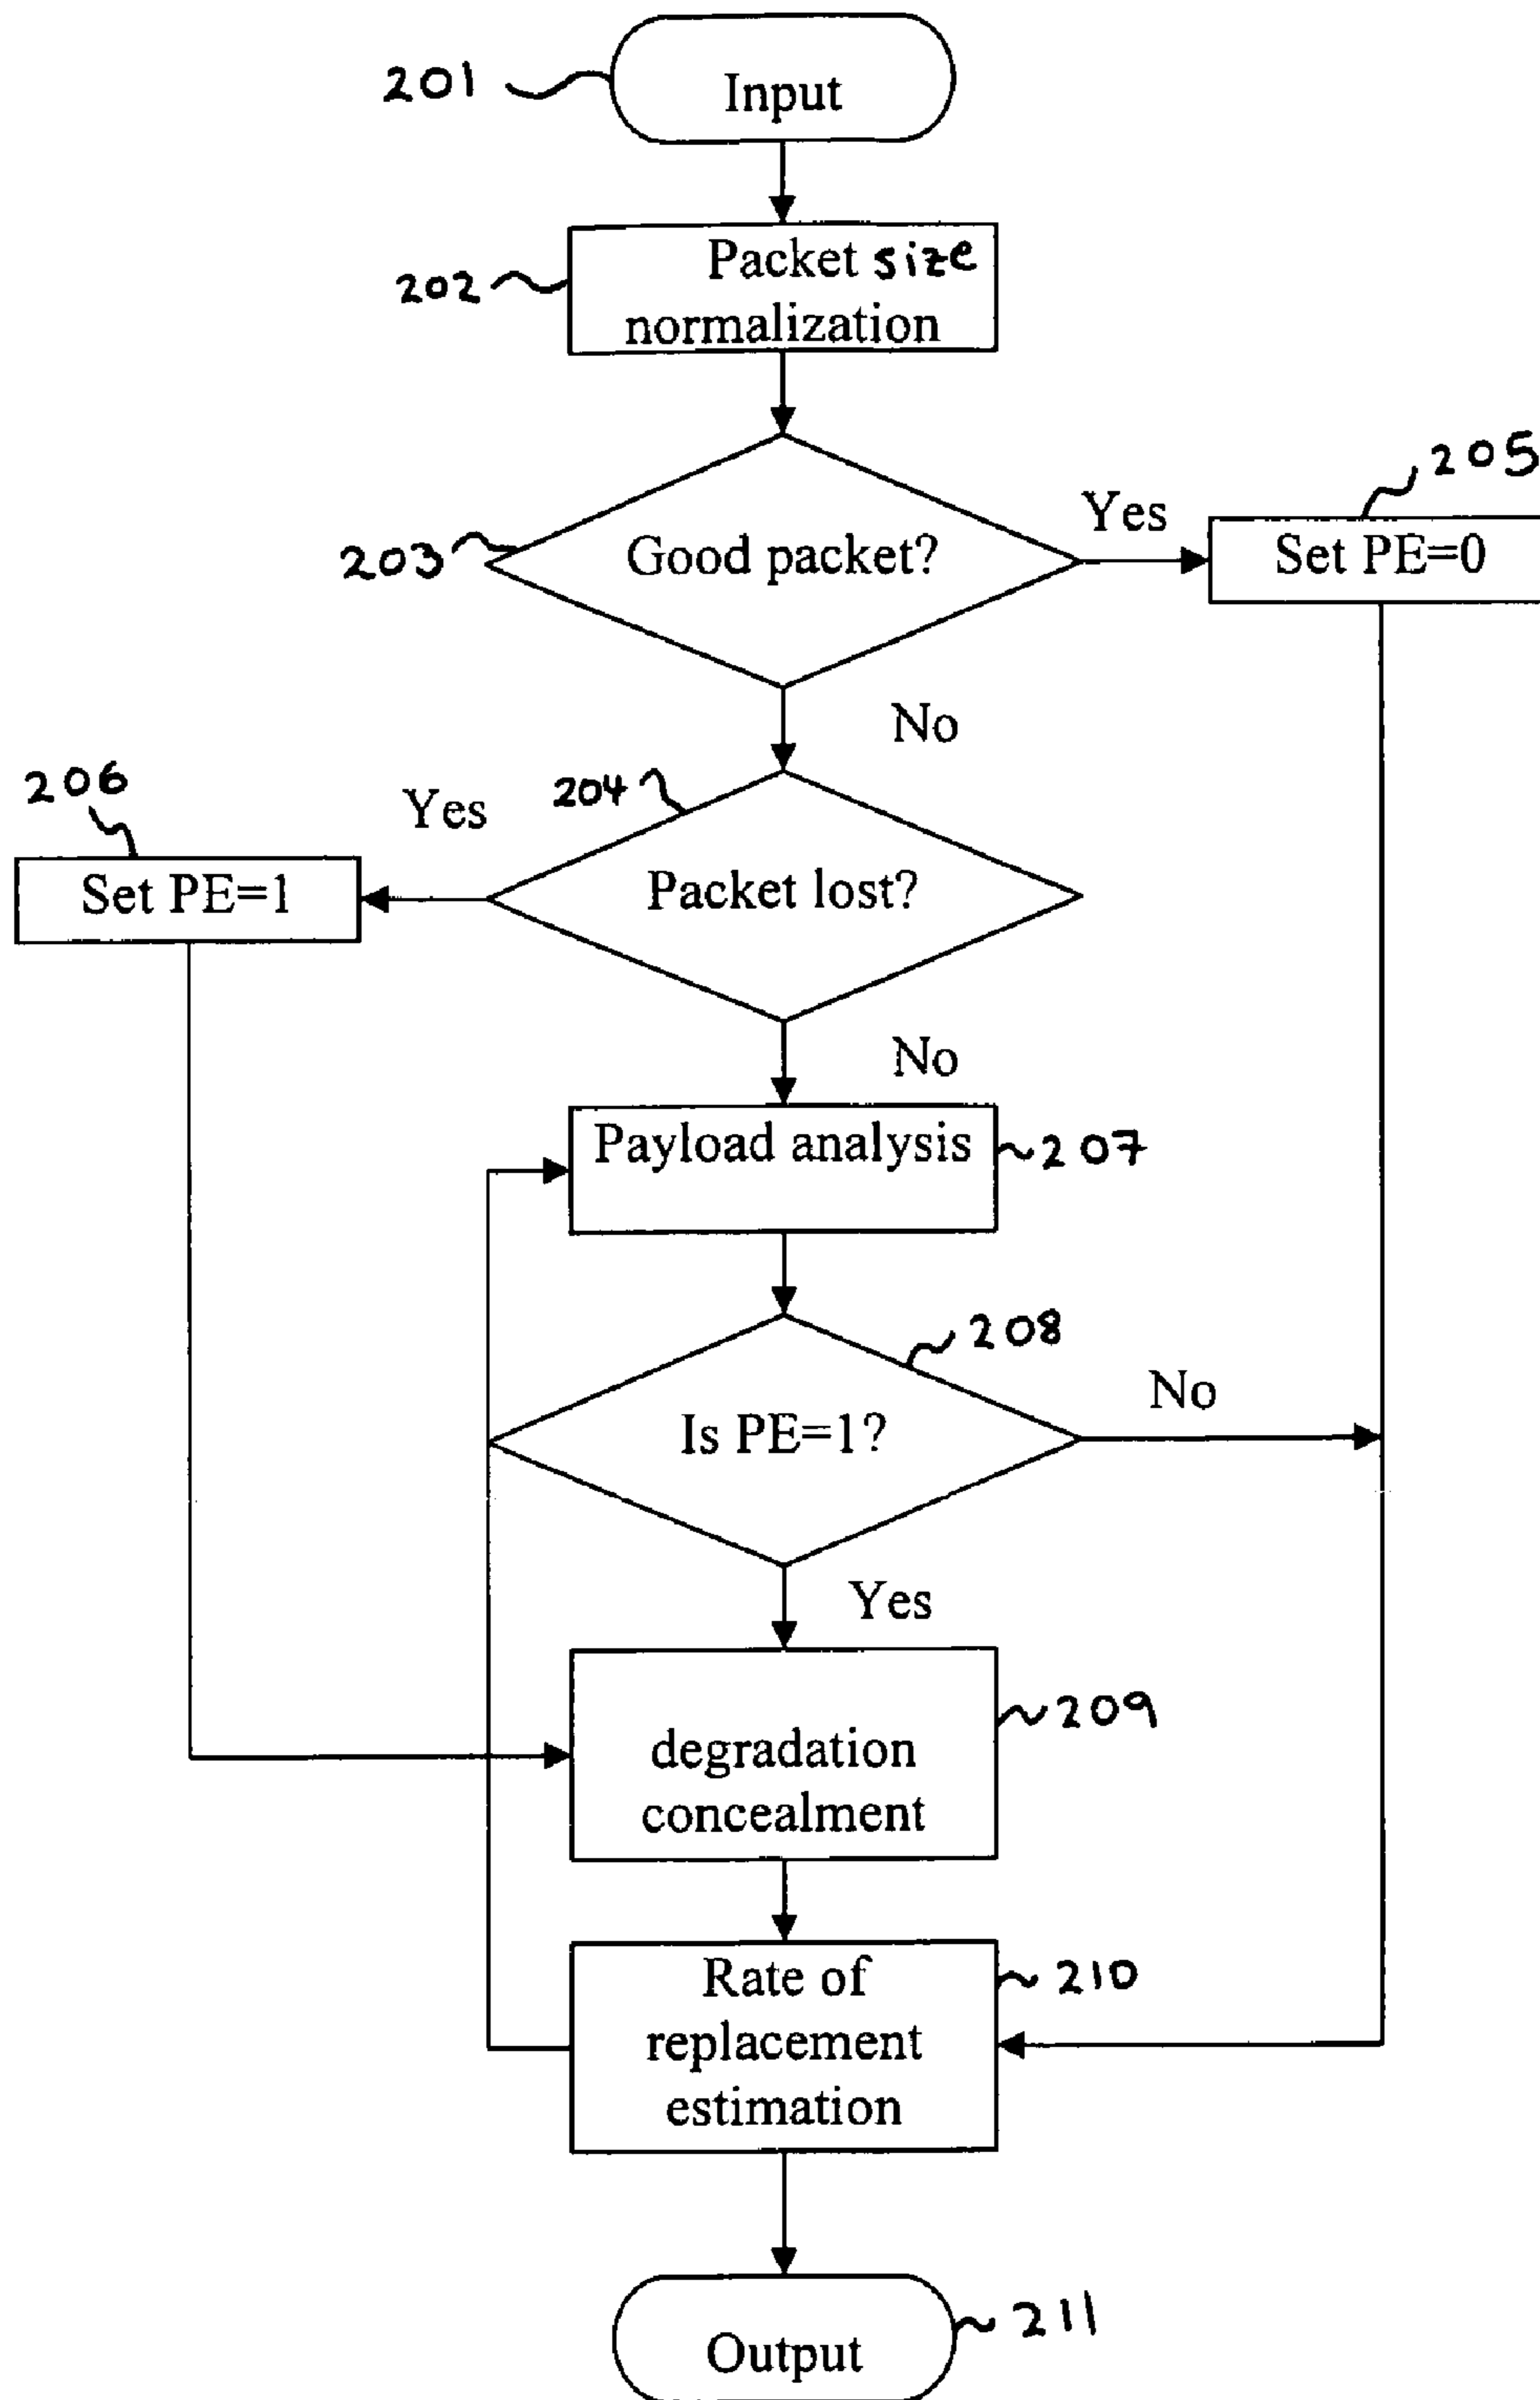 201
Input
Packet size
202
normalization
205
Yes
203
Good packet?
Set PE=0
No
206
204
Yes
Set PE=1
Packet lost?
No
Payload analysis
207
208
No
Is PE=1?
Yes
209
degradation
concealment
Rate of
210
replacement
estimation
211
Output